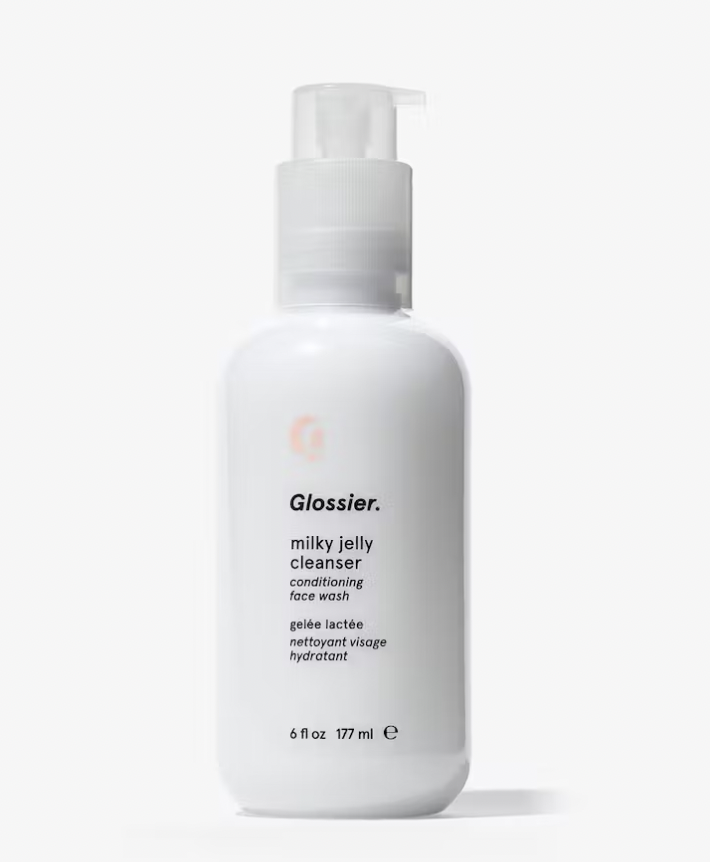 G
Glossier.
milky jelly
cleanser
conditioning
face wash
gelée lactée
nettoyant visage
hydratant
6 fl oz 177 ml ℮